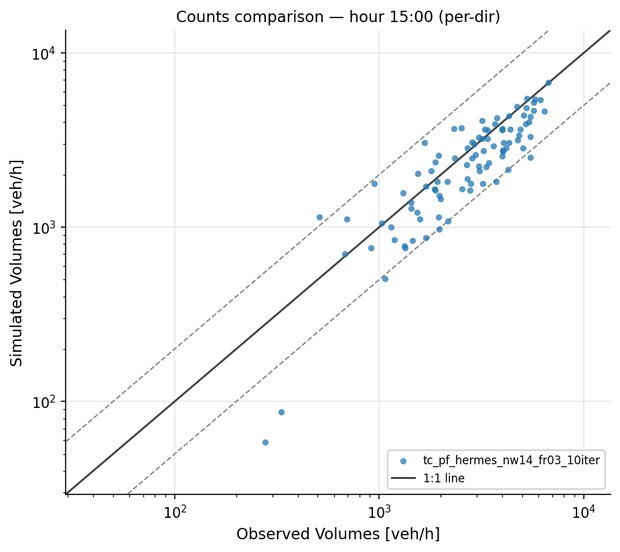 Counts comparison — hour 15:00 (per-dir)
Simulated Volumes [veh/h]
10⁴
10³
10²
10² 10³ 10⁴
Observed Volumes [veh/h]
tc_pf_hermes_nw14_fr03_10iter
1:1 line